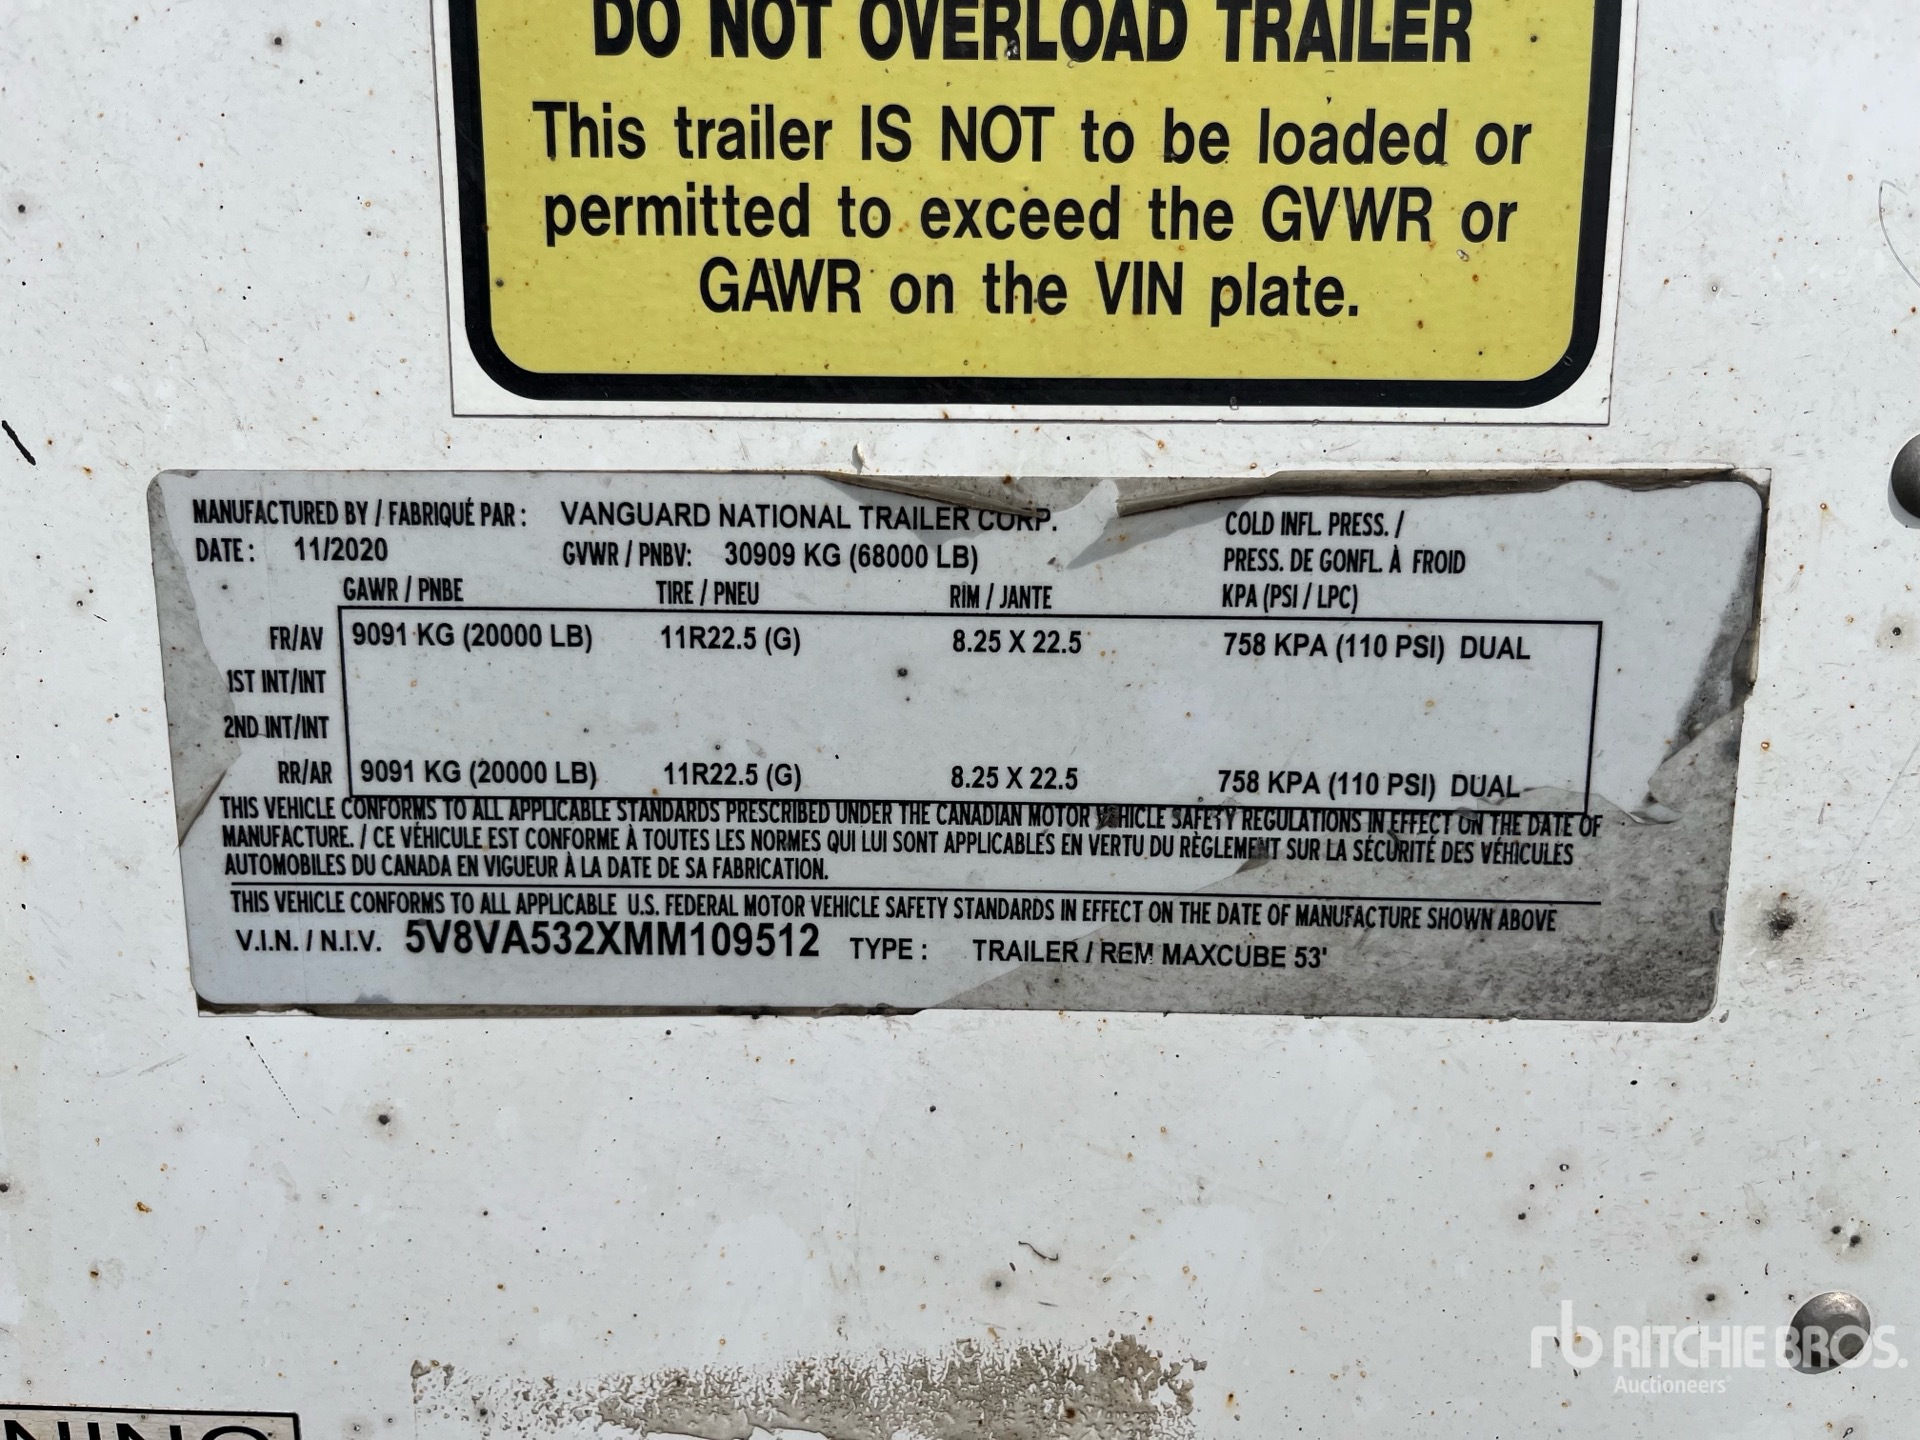 DO NOT OVERLOAD TRAILER
This trailer IS NOT to be loaded or
permitted to exceed the GVWR or
GAWR on the VIN plate.
MANUFACTURED BY / FABRIQUÉ PAR : VANGUARD NATIONAL TRAILER CORP.
COLD INFL. PRESS. /
DATE : 11/2020 GVWR / PNBV: 30909 KG (68000 LB)
PRESS. DE GONFL. À FROID
GAWR / PNBE TIRE / PNEU RIM / JANTE KPA (PSI / LPC)
FR/AV 9091 KG (20000 LB) 11R22.5 (G) 8.25 X 22.5 758 KPA (110 PSI) DUAL
1ST INT/INT
2ND INT/INT
RR/AR 9091 KG (20000 LB) 11R22.5 (G) 8.25 X 22.5 758 KPA (110 PSI) DUAL
THIS VEHICLE CONFORMS TO ALL APPLICABLE STANDARDS PRESCRIBED UNDER THE CANADIAN MOTOR VEHICLE SAFETY REGULATIONS IN EFFECT ON THE DATE OF
MANUFACTURE. / CE VÉHICULE EST CONFORME À TOUTES LES NORMES QUI LUI SONT APPLICABLES EN VERTU DU RÈGLEMENT SUR LA SÉCURITÉ DES VÉHICULES
AUTOMOBILES DU CANADA EN VIGUEUR À LA DATE DE SA FABRICATION.
THIS VEHICLE CONFORMS TO ALL APPLICABLE U.S. FEDERAL MOTOR VEHICLE SAFETY STANDARDS IN EFFECT ON THE DATE OF MANUFACTURE SHOWN ABOVE
V.I.N. / N.I.V. 5V8VA532XMM109512 TYPE : TRAILER / REM MAXCUBE 53'
rb RITCHIE BROS.
Auctioneers